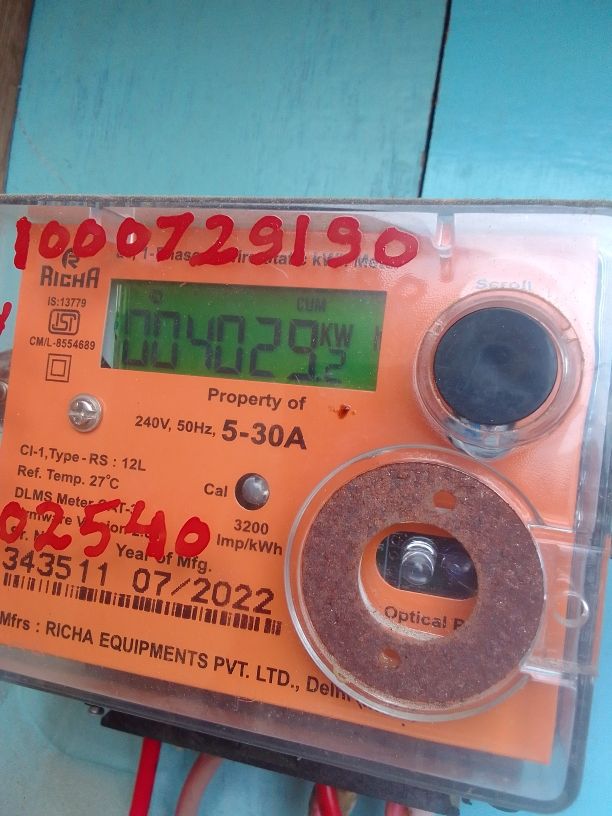 1000729190
RICHA
IS:13779
CM/L-8554689
Scroll
CUM
004029.2 KW
Property of
240V, 50Hz, 5-30A
Cl-1,Type - RS : 12L
Ref. Temp. 27°C
DLMS Meter
Cal
3200
Imp/kWh
02540
Year of Mfg.
343511 07/2022
Optical
Mfrs : RICHA EQUIPMENTS PVT. LTD., Delhi